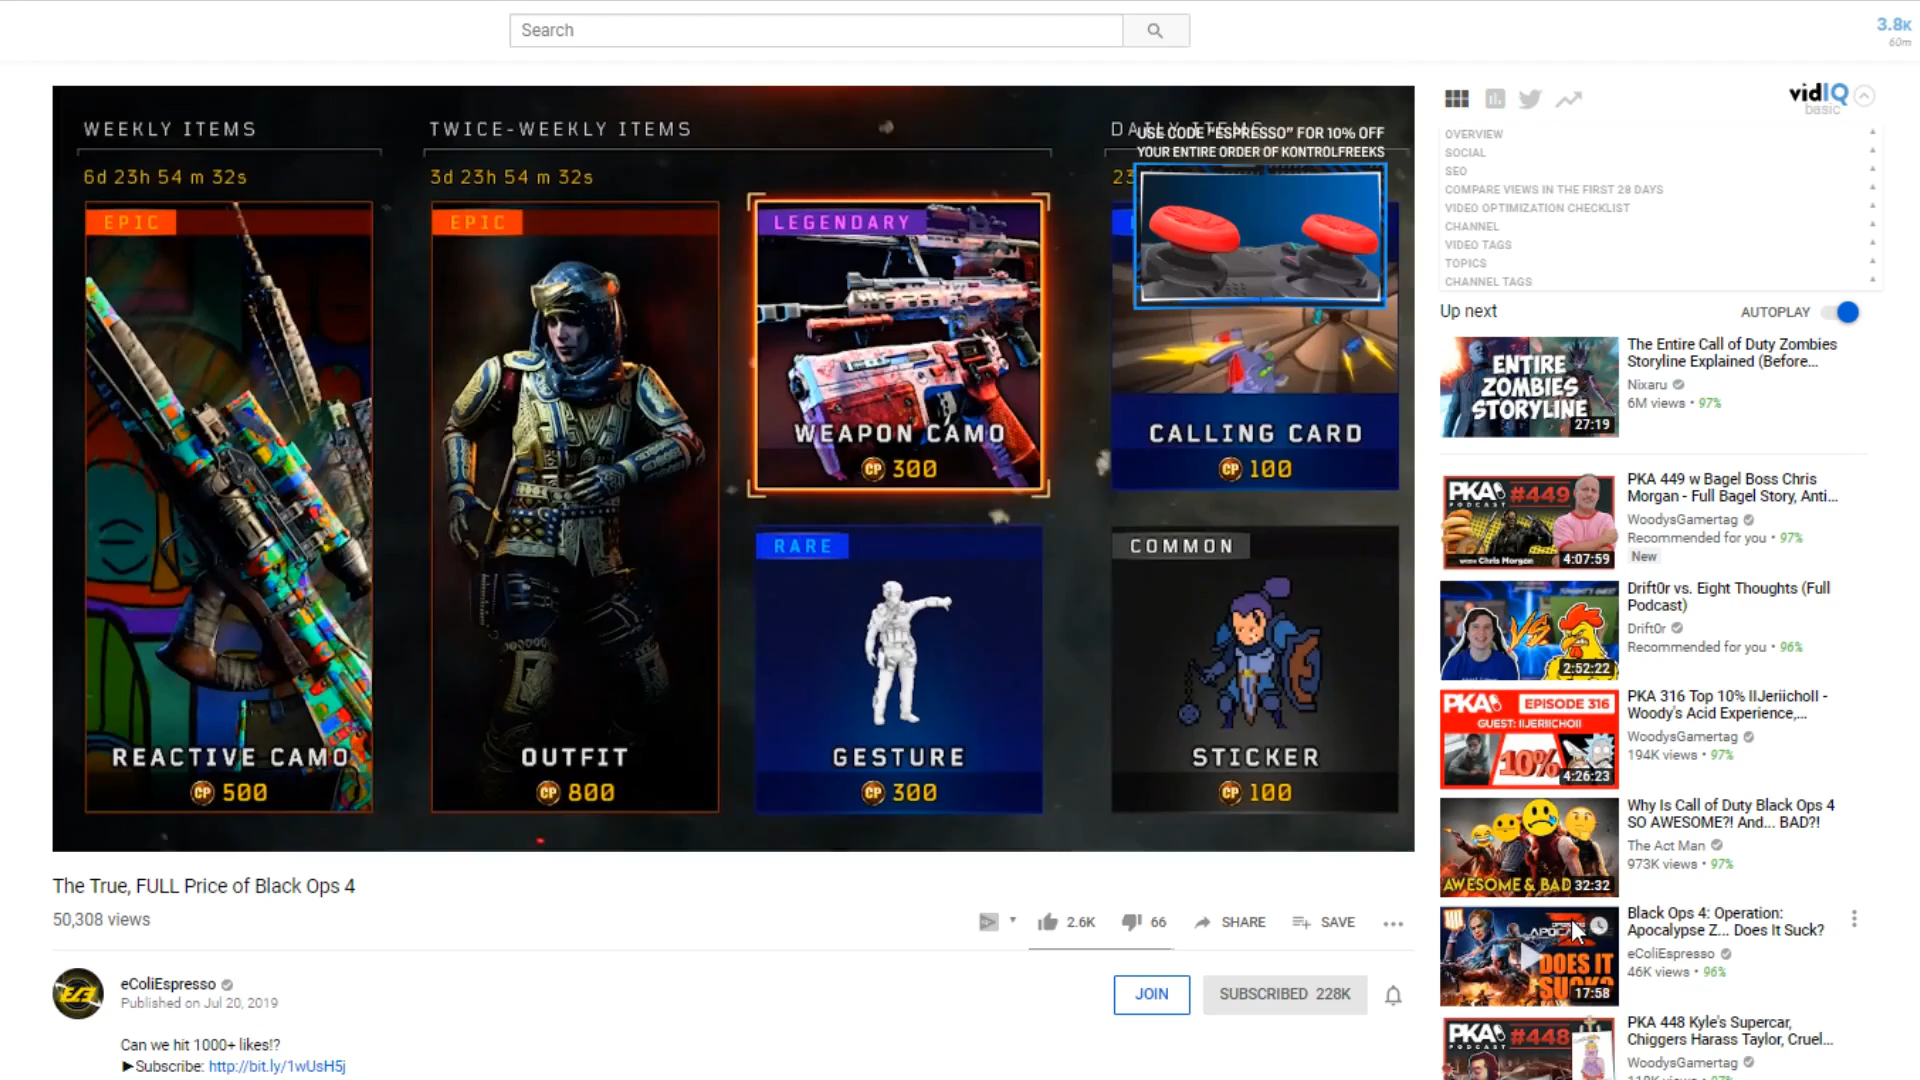 Search
3.8K
60m
WEEKLY ITEMS
6d 23h 54 m 32s
EPIC
REACTIVE CAMO
CP 500
TWICE-WEEKLY ITEMS
3d 23h 54 m 32s
EPIC
OUTFIT
CP 800
LEGENDARY
WEAPON CAMO
CP 300
RARE
GESTURE
CP 300
USE CODE "ESPRESSO" FOR 10% OFF
YOUR ENTIRE ORDER OF KONTROLFREEKS
23
CALLING CARD
CP 100
COMMON
STICKER
CP 100
The True, FULL Price of Black Ops 4
50,308 views
2.6K
66
SHARE
SAVE
eColiEspresso
Published on Jul 20, 2019
JOIN
SUBSCRIBED 228K
Can we hit 1000+ likes!?
►Subscribe: http://bit.ly/1wUsH5j
vidIQ
basic
OVERVIEW
SOCIAL
SEO
COMPARE VIEWS IN THE FIRST 28 DAYS
VIDEO OPTIMIZATION CHECKLIST
CHANNEL
VIDEO TAGS
TOPICS
CHANNEL TAGS
Up next
AUTOPLAY
ENTIRE
ZOMBIES
STORYLINE
27:19
The Entire Call of Duty Zombies
Storyline Explained (Before...
Nixaru
6M views • 97%
PKA #449
PODCAST
WITH Chris Morgan
4:07:59
PKA 449 w Bagel Boss Chris
Morgan - Full Bagel Story, Anti...
WoodysGamertag
Recommended for you • 97%
New
VS
2:52:22
Drift0r vs. Eight Thoughts (Full
Podcast)
Drift0r
Recommended for you • 96%
PKA EPISODE 316
GUEST: IIJERIICHOII
10%
4:26:23
PKA 316 Top 10% IIJeriichoII -
Woody's Acid Experience,...
WoodysGamertag
194K views • 97%
AWESOME & BAD
32:32
Why Is Call of Duty Black Ops 4
SO AWESOME?! And... BAD?!
The Act Man
973K views • 97%
DOES IT
SUCK?
17:58
Black Ops 4: Operation:
Apocalypse Z... Does It Suck?
eColiEspresso
46K views • 96%
PKA #448
PODCAST
PKA 448 Kyle's Supercar,
Chiggers Harass Taylor, Cruel...
WoodysGamertag